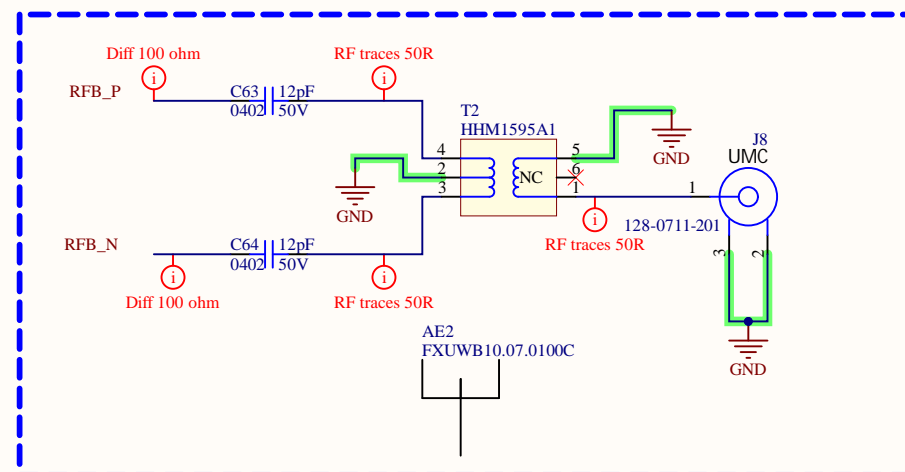 Diff 100 ohm
RF traces 50R
i
i
RFB_P
C63
12pF
0402
50V
T2
HHM1595A1
4
2
3
NC
5
6
1
GND
GND
J8
UMC
1
128-0711-201
3
2
GND
RF traces 50R
i
RFB_N
C64
12pF
0402
50V
i
i
Diff 100 ohm
RF traces 50R
AE2
FXUWB10.07.0100C